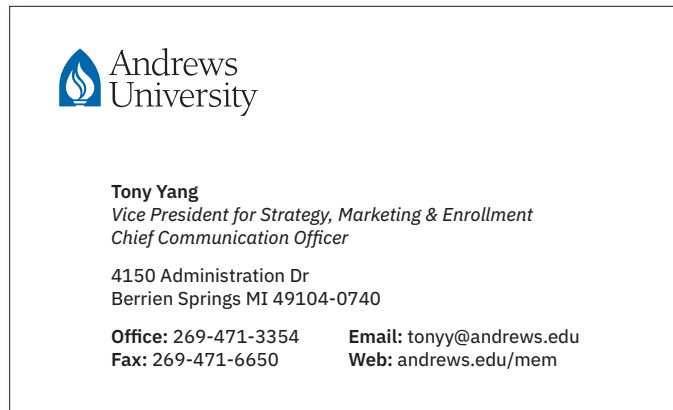 Andrews
University
Tony Yang
Vice President for Strategy, Marketing & Enrollment
Chief Communication Officer
4150 Administration Dr
Berrien Springs MI 49104-0740
Office: 269-471-3354 Email: tonyy@andrews.edu
Fax: 269-471-6650 Web: andrews.edu/mem